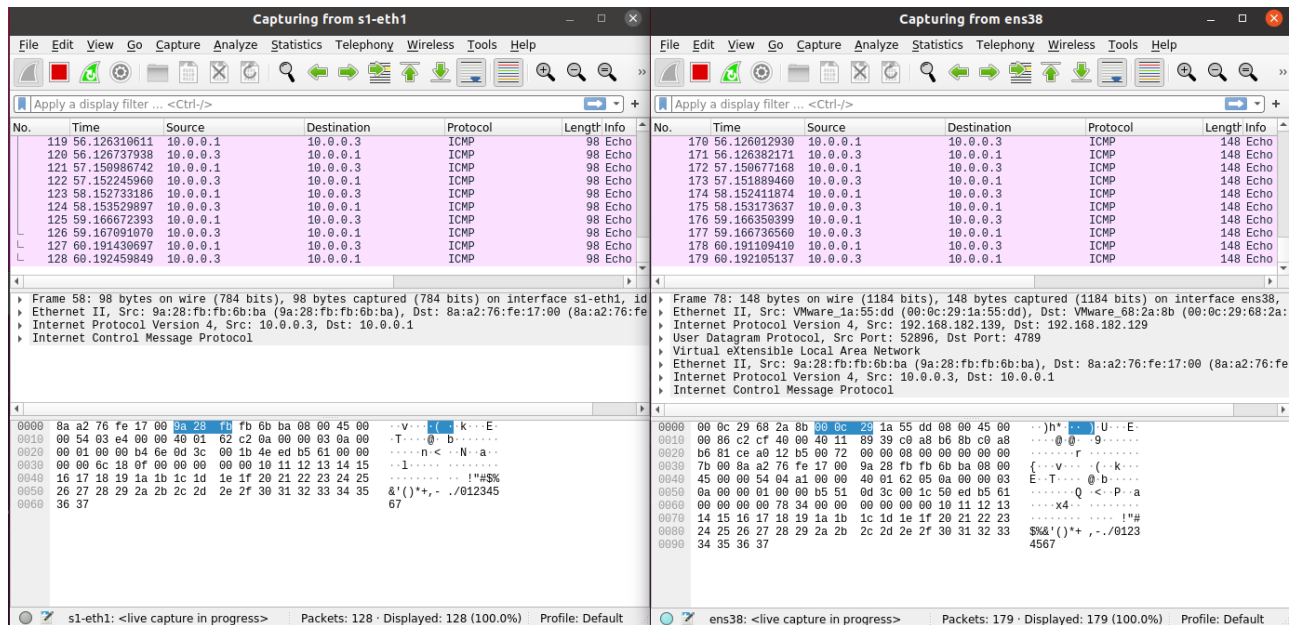 Capturing from s1-eth1
File Edit View Go Capture Analyze Statistics Telephony Wireless Tools Help
Apply a display filter ... <Ctrl-/>
No. Time Source Destination Protocol Length Info
119 56.126310611 10.0.0.1 10.0.0.3 ICMP 98 Echo
120 56.126737938 10.0.0.3 10.0.0.1 ICMP 98 Echo
121 57.150986742 10.0.0.1 10.0.0.3 ICMP 98 Echo
122 57.152245960 10.0.0.3 10.0.0.1 ICMP 98 Echo
123 58.152733186 10.0.0.1 10.0.0.3 ICMP 98 Echo
124 58.153529897 10.0.0.3 10.0.0.1 ICMP 98 Echo
125 59.166672393 10.0.0.1 10.0.0.3 ICMP 98 Echo
126 59.167091070 10.0.0.3 10.0.0.1 ICMP 98 Echo
127 60.191430697 10.0.0.1 10.0.0.3 ICMP 98 Echo
128 60.192459849 10.0.0.3 10.0.0.1 ICMP 98 Echo
Frame 58: 98 bytes on wire (784 bits), 98 bytes captured (784 bits) on interface s1-eth1, id
Ethernet II, Src: 9a:28:fb:fb:6b:ba (9a:28:fb:fb:6b:ba), Dst: 8a:a2:76:fe:17:00 (8a:a2:76:fe
Internet Protocol Version 4, Src: 10.0.0.3, Dst: 10.0.0.1
Internet Control Message Protocol
0000 8a a2 76 fe 17 00 9a 28 fb fb 6b ba 08 00 45 00 ··v····( ··k···E·
0010 00 54 03 e4 00 00 40 01 62 c2 0a 00 00 03 0a 00 ·T····@· b·······
0020 00 01 00 00 b4 6e 0d 3c 00 1b 4e ed b5 61 00 00 ·····n·< ··N··a··
0030 00 00 6c 18 0f 00 00 00 00 00 10 11 12 13 14 15 ··l····· ········
0040 16 17 18 19 1a 1b 1c 1d 1e 1f 20 21 22 23 24 25 ········ ·· !"#$%
0050 26 27 28 29 2a 2b 2c 2d 2e 2f 30 31 32 33 34 35 &'()*+,- ./012345
0060 36 37 67
s1-eth1: <live capture in progress> Packets: 128 · Displayed: 128 (100.0%) Profile: Default
Capturing from ens38
File Edit View Go Capture Analyze Statistics Telephony Wireless Tools Help
Apply a display filter ... <Ctrl-/>
No. Time Source Destination Protocol Length Info
170 56.126012930 10.0.0.1 10.0.0.3 ICMP 148 Echo
171 56.126382171 10.0.0.3 10.0.0.1 ICMP 148 Echo
172 57.150677168 10.0.0.1 10.0.0.3 ICMP 148 Echo
173 57.151889460 10.0.0.3 10.0.0.1 ICMP 148 Echo
174 58.152411874 10.0.0.1 10.0.0.3 ICMP 148 Echo
175 58.153173637 10.0.0.3 10.0.0.1 ICMP 148 Echo
176 59.166350399 10.0.0.1 10.0.0.3 ICMP 148 Echo
177 59.166736560 10.0.0.3 10.0.0.1 ICMP 148 Echo
178 60.191109410 10.0.0.1 10.0.0.3 ICMP 148 Echo
179 60.192105137 10.0.0.3 10.0.0.1 ICMP 148 Echo
Frame 78: 148 bytes on wire (1184 bits), 148 bytes captured (1184 bits) on interface ens38,
Ethernet II, Src: VMware_1a:55:dd (00:0c:29:1a:55:dd), Dst: VMware_68:2a:8b (00:0c:29:68:2a:
Internet Protocol Version 4, Src: 192.168.182.139, Dst: 192.168.182.129
User Datagram Protocol, Src Port: 52896, Dst Port: 4789
Virtual eXtensible Local Area Network
Ethernet II, Src: 9a:28:fb:fb:6b:ba (9a:28:fb:fb:6b:ba), Dst: 8a:a2:76:fe:17:00 (8a:a2:76:fe
Internet Protocol Version 4, Src: 10.0.0.3, Dst: 10.0.0.1
Internet Control Message Protocol
0000 00 0c 29 68 2a 8b 00 0c 29 1a 55 dd 08 00 45 00 ··)h*··· )·U···E·
0010 00 86 c2 cf 40 00 40 11 89 39 c0 a8 b6 8b c0 a8 ····@·@· ·9······
0020 b6 81 ce a0 12 b5 00 72 00 00 08 00 00 00 00 00 ·······r ········
0030 7b 00 8a a2 76 fe 17 00 9a 28 fb fb 6b ba 08 00 {···v··· ·(··k···
0040 45 00 00 54 04 a1 00 00 40 01 62 05 0a 00 00 03 E··T···· @·b·····
0050 0a 00 00 01 00 00 b5 51 0d 3c 00 1c 50 ed b5 61 ·······Q ·<··P··a
0060 00 00 00 00 78 34 00 00 00 00 00 00 10 11 12 13 ····x4·· ········
0070 14 15 16 17 18 19 1a 1b 1c 1d 1e 1f 20 21 22 23 ········ ···· !"#
0080 24 25 26 27 28 29 2a 2b 2c 2d 2e 2f 30 31 32 33 $%&'()*+ ,-./0123
0090 34 35 36 37 4567
ens38: <live capture in progress> Packets: 179 · Displayed: 179 (100.0%) Profile: Default